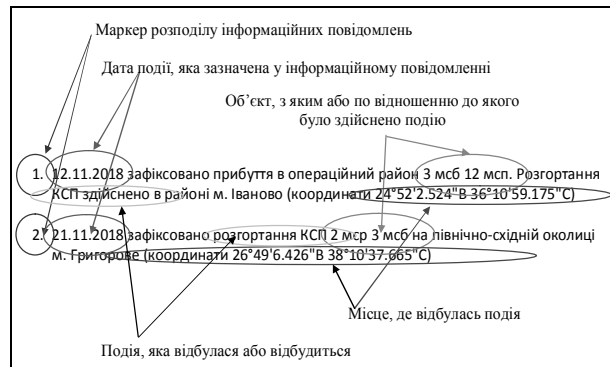 Маркер розподілу інформаційних повідомлень
Дата події, яка зазначена у інформаційному повідомленні
Об’єкт, з яким або по відношенню до якого
було здійснено подію
1. 12.11.2018 зафіксовано прибуття в операційний район 3 мсб 12 мсп. Розгортання
КСП здійснено в районі м. Іваново (координати 24°52'2.524"В 36°10'59.175"С)
2. 21.11.2018 зафіксовано розгортання КСП 2 мср 3 мсб на північно-східній околиці
м. Григорове (координати 26°49'6.426"В 38°10'37.665"С)
Місце, де відбулась подія
Подія, яка відбулася або відбудиться